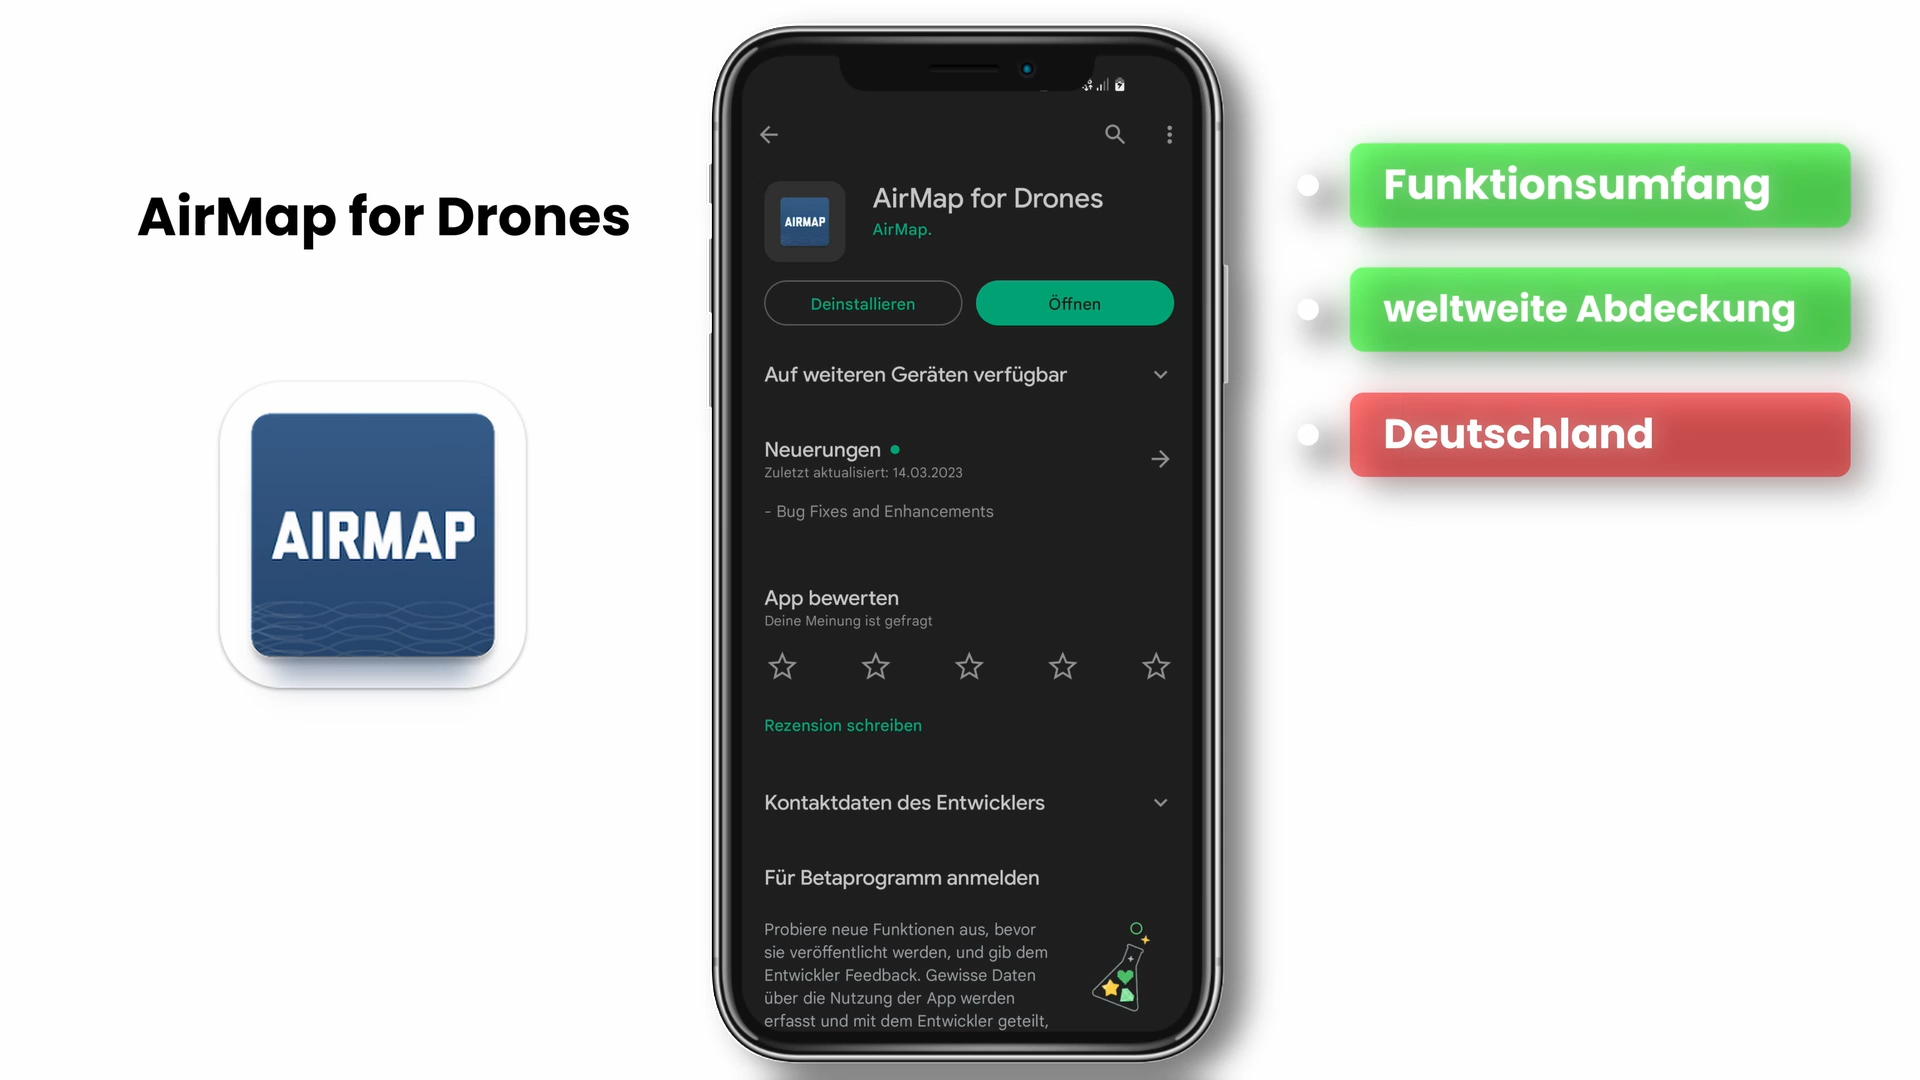 AirMap for Drones
AIRMAP
AIRMAP
AirMap for Drones
AirMap.
Deinstallieren
Öffnen
Auf weiteren Geräten verfügbar
Neuerungen
Zuletzt aktualisiert: 14.03.2023
- Bug Fixes and Enhancements
App bewerten
Deine Meinung ist gefragt
Rezension schreiben
Kontaktdaten des Entwicklers
Für Betaprogramm anmelden
Probiere neue Funktionen aus, bevor
sie veröffentlicht werden, und gib dem
Entwickler Feedback. Gewisse Daten
über die Nutzung der App werden
erfasst und mit dem Entwickler geteilt,
Funktionsumfang
weltweite Abdeckung
Deutschland